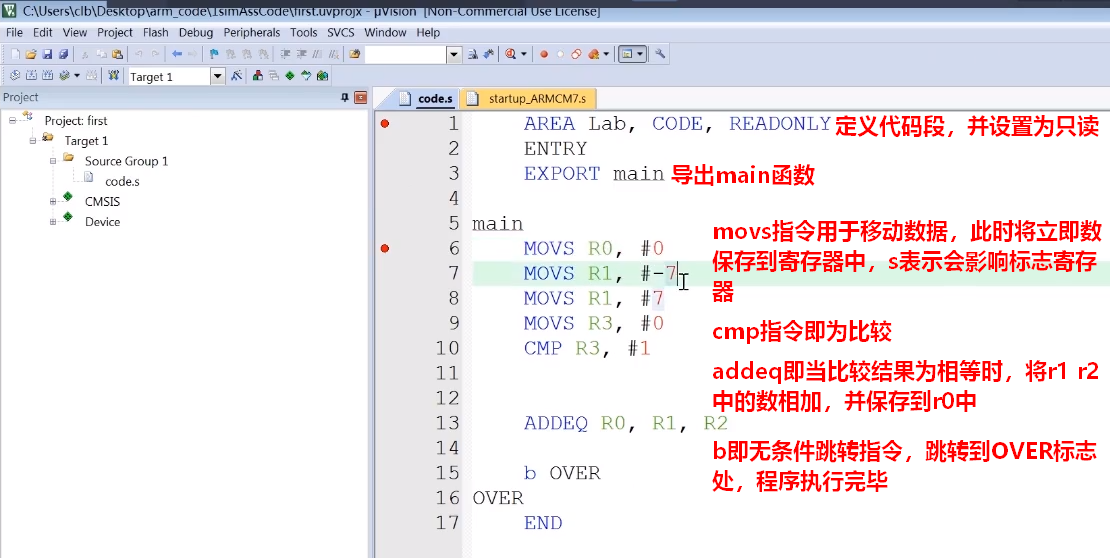 C:\Users\clb\Desktop\arm_code\1simAssCode\first.uvprojx - µVision [Non-Commercial Use License]
File Edit View Project Flash Debug Peripherals Tools SVCS Window Help
Target 1
Project
Project: first
Target 1
Source Group 1
code.s
CMSIS
Device
code.s startup_ARMCM7.s
1 AREA Lab, CODE, READONLY 定义代码段，并设置为只读
2 ENTRY
3 EXPORT main 导出main函数
4
5 main
6 MOVS R0, #0
7 MOVS R1, #-7
8 MOVS R1, #7
9 MOVS R3, #0
10 CMP R3, #1
11
12
13 ADDEQ R0, R1, R2
14
15 b OVER
16 OVER
17 END
movs指令用于移动数据，此时将立即数
保存到寄存器中，s表示会影响标志寄存
器
cmp指令即为比较
addeq即当比较结果为相等时，将r1 r2
中的数相加，并保存到r0中
b即无条件跳转指令，跳转到OVER标志
处，程序执行完毕